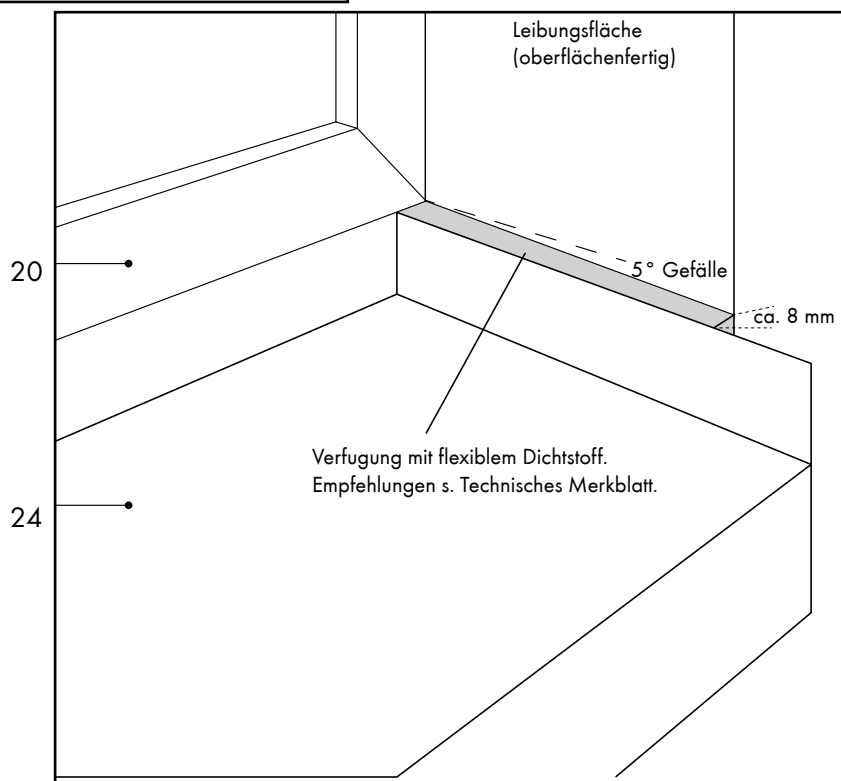 Leibungsfläche
(oberflächenfertig)
20
5° Gefälle
ca. 8 mm
Verfugung mit flexiblem Dichtstoff.
Empfehlungen s. Technisches Merkblatt.
24